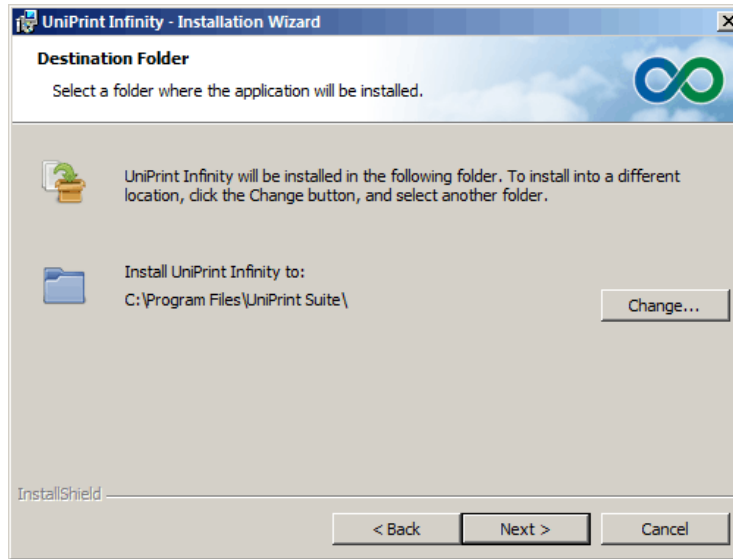 UniPrint Infinity - Installation Wizard
Destination Folder
Select a folder where the application will be installed.
UniPrint Infinity will be installed in the following folder. To install into a different
location, click the Change button, and select another folder.
Install UniPrint Infinity to:
C:\Program Files\UniPrint Suite\
Change...
InstallShield
< Back
Next >
Cancel